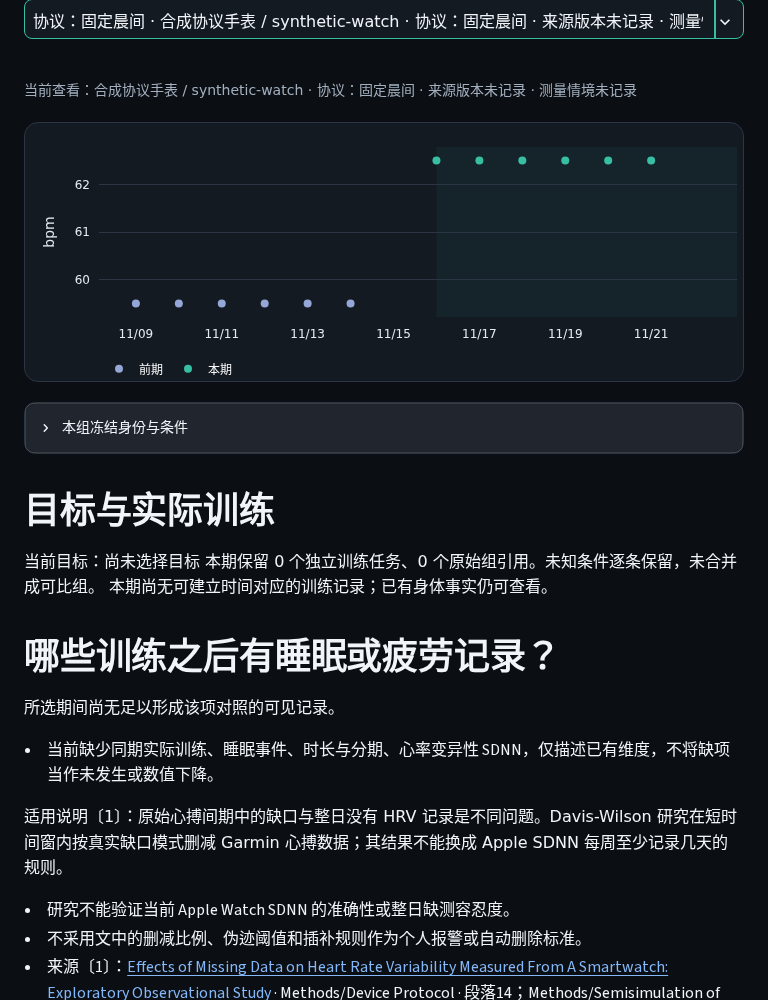 协议：固定晨间 · 合成协议手表 / synthetic-watch · 协议：固定晨间 · 来源版本未记录 · 测量
当前查看：合成协议手表 / synthetic-watch · 协议：固定晨间 · 来源版本未记录 · 测量情境未记录
bpm
62
61
60
11/09 11/11 11/13 11/15 11/17 11/19 11/21
前期 本期
本组冻结身份与条件
目标与实际训练
当前目标：尚未选择目标 本期保留 0 个独立训练任务、0 个原始组引用。未知条件逐条保留，未合并
成可比组。 本期尚无可建立时间对应的训练记录；已有身体事实仍可查看。
哪些训练之后有睡眠或疲劳记录？
所选期间尚无足以形成该项对照的可见记录。
• 当前缺少同期实际训练、睡眠事件、时长与分期、心率变异性 SDNN，仅描述已有维度，不将缺项
当作未发生或数值下降。
适用说明〔1〕：原始心搏间期中的缺口与整日没有 HRV 记录是不同问题。Davis-Wilson 研究在短时
间窗内按真实缺口模式删减 Garmin 心搏数据；其结果不能换成 Apple SDNN 每周至少记录几天的
规则。
• 研究不能验证当前 Apple Watch SDNN 的准确性或整日缺测容忍度。
• 不采用文中的删减比例、伪迹阈值和插补规则作为个人报警或自动删除标准。
• 来源〔1〕：Effects of Missing Data on Heart Rate Variability Measured From A Smartwatch:
Exploratory Observational Study · Methods/Device Protocol · 段落14；Methods/Semisimulation of